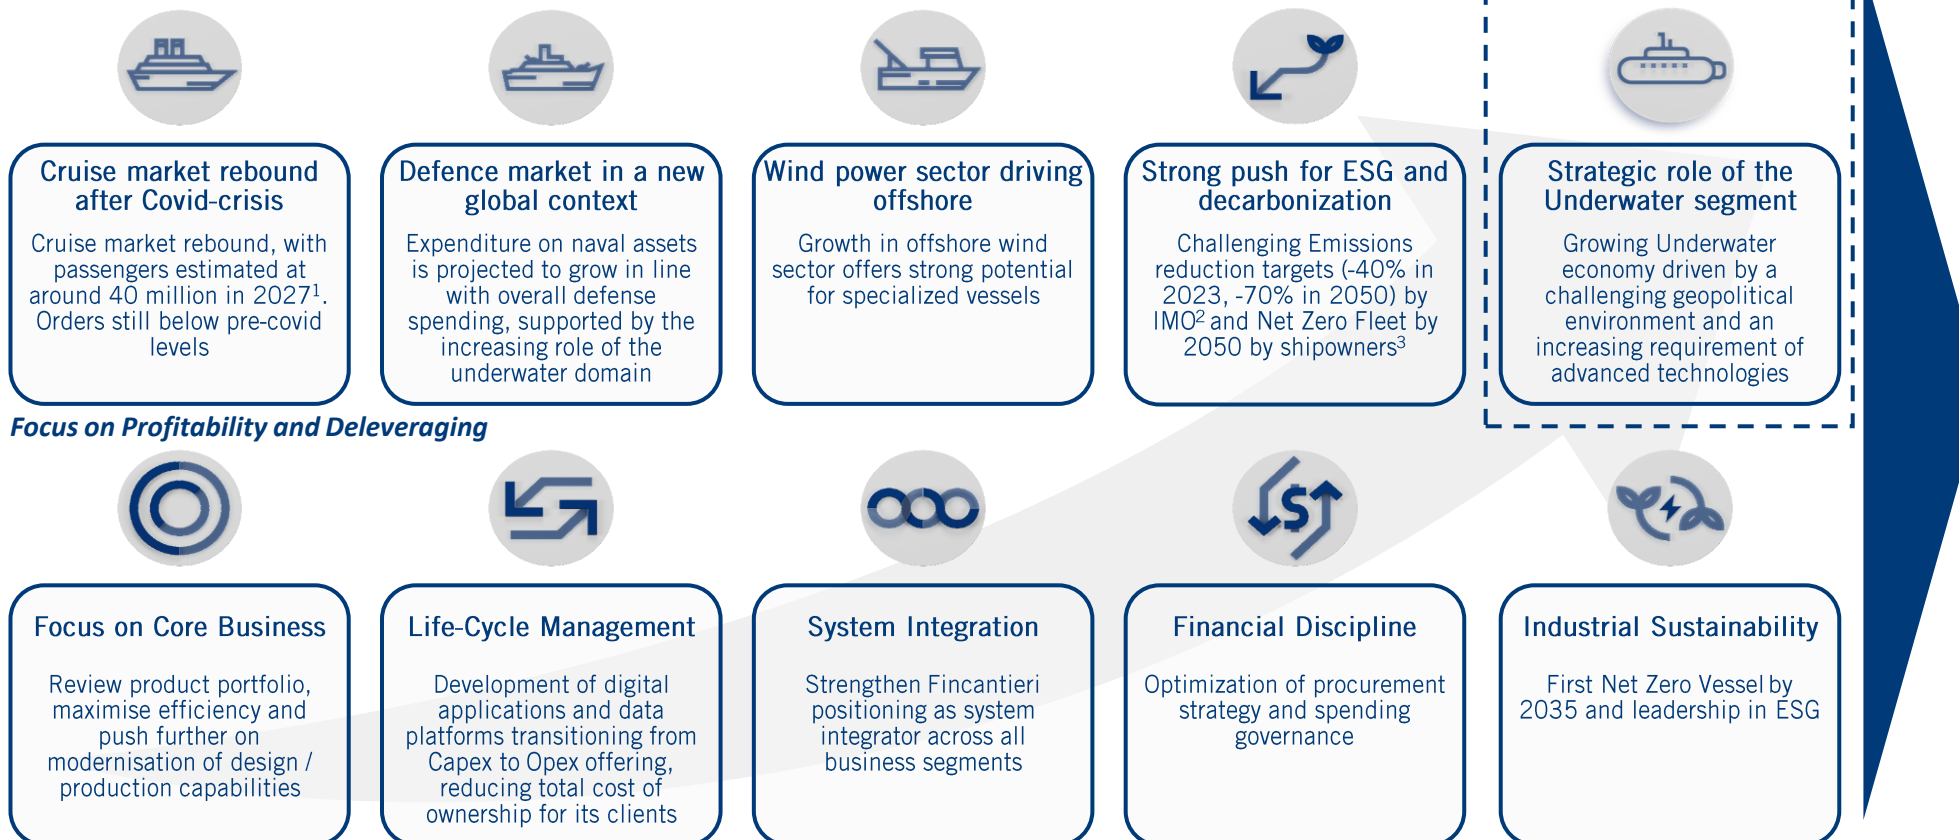 Cruise market rebound
after Covid-crisis
Cruise market rebound, with
passengers estimated at
around 40 million in 2027¹.
Orders still below pre-covid
levels
Defence market in a new
global context
Expenditure on naval assets
is projected to grow in line
with overall defense
spending, supported by the
increasing role of the
underwater domain
Wind power sector driving
offshore
Growth in offshore wind
sector offers strong potential
for specialized vessels
Strong push for ESG and
decarbonization
Challenging Emissions
reduction targets (-40% in
2023, -70% in 2050) by
IMO² and Net Zero Fleet by
2050 by shipowners³
Strategic role of the
Underwater segment
Growing Underwater
economy driven by a
challenging geopolitical
environment and an
increasing requirement of
advanced technologies
Focus on Profitability and Deleveraging
Focus on Core Business
Review product portfolio,
maximise efficiency and
push further on
modernisation of design /
production capabilities
Life-Cycle Management
Development of digital
applications and data
platforms transitioning from
Capex to Opex offering,
reducing total cost of
ownership for its clients
System Integration
Strengthen Fincantieri
positioning as system
integrator across all
business segments
Financial Discipline
Optimization of procurement
strategy and spending
governance
Industrial Sustainability
First Net Zero Vessel by
2035 and leadership in ESG